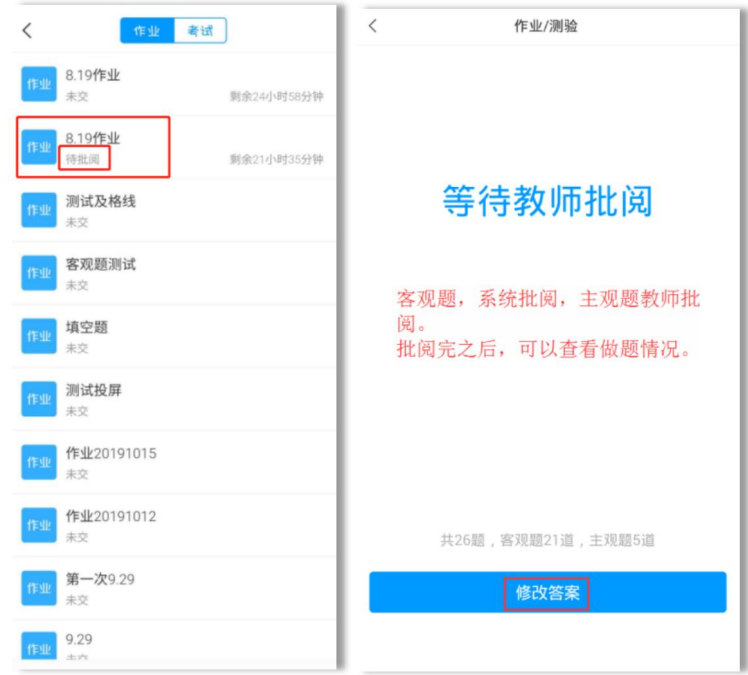 作业 考试
作业
8.19作业
未交
剩余24小时58分钟
作业
8.19作业
待批阅
剩余21小时35分钟
作业
测试及格线
未交
作业
客观题测试
未交
作业
填空题
未交
作业
测试投屏
未交
作业
作业20191015
未交
作业
作业20191012
未交
作业
第一次9.29
未交
作业
9.29
未交
作业/测验
等待教师批阅
客观题，系统批阅，主观题教师批
阅。
批阅完之后，可以查看做题情况。
共26题，客观题21道，主观题5道
修改答案